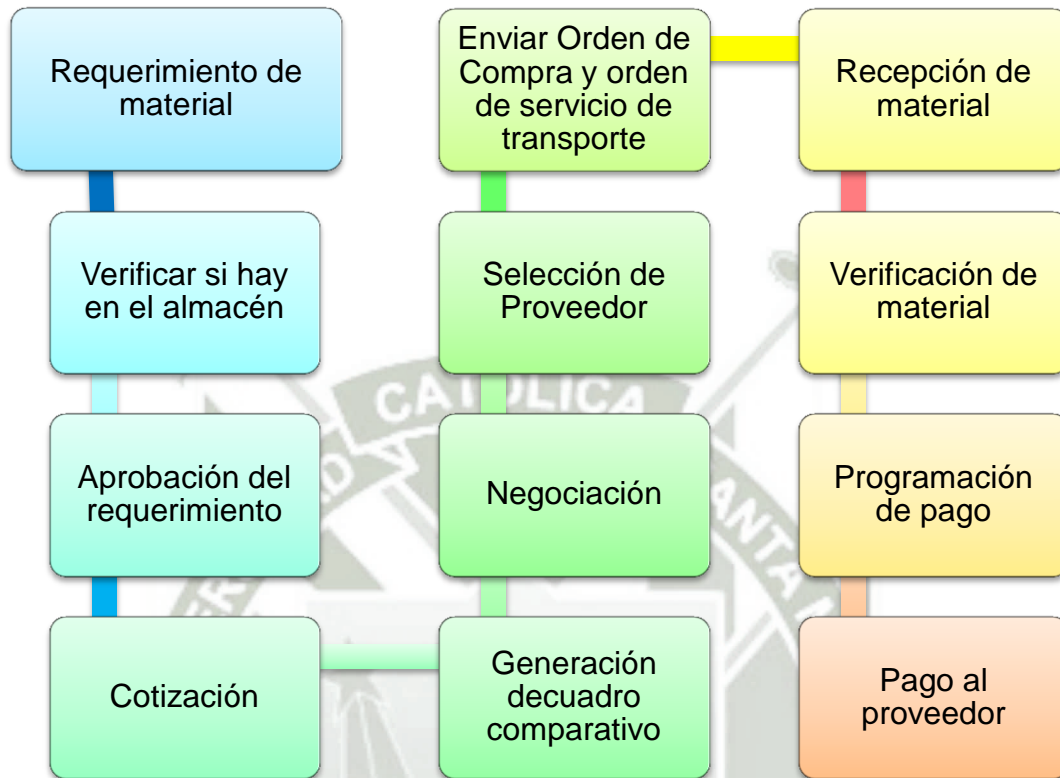 Requerimiento de
material
Verificar si hay
en el almacén
Aprobación del
requerimiento
Cotización
Generación
decuadro
comparativo
Negociación
Selección de
Proveedor
Enviar Orden de
Compra y orden
de servicio de
transporte
Recepción de
material
Verificación de
material
Programación
de pago
Pago al
proveedor
CATOLICA